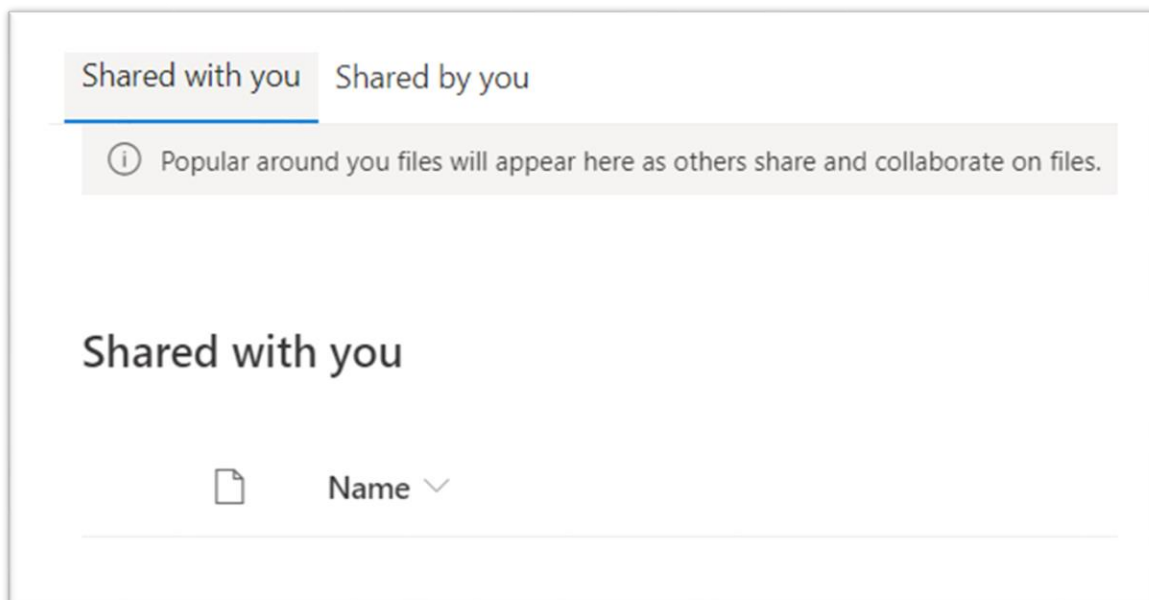 Shared with you Shared by you
Popular around you files will appear here as others share and collaborate on files.
Shared with you
Name